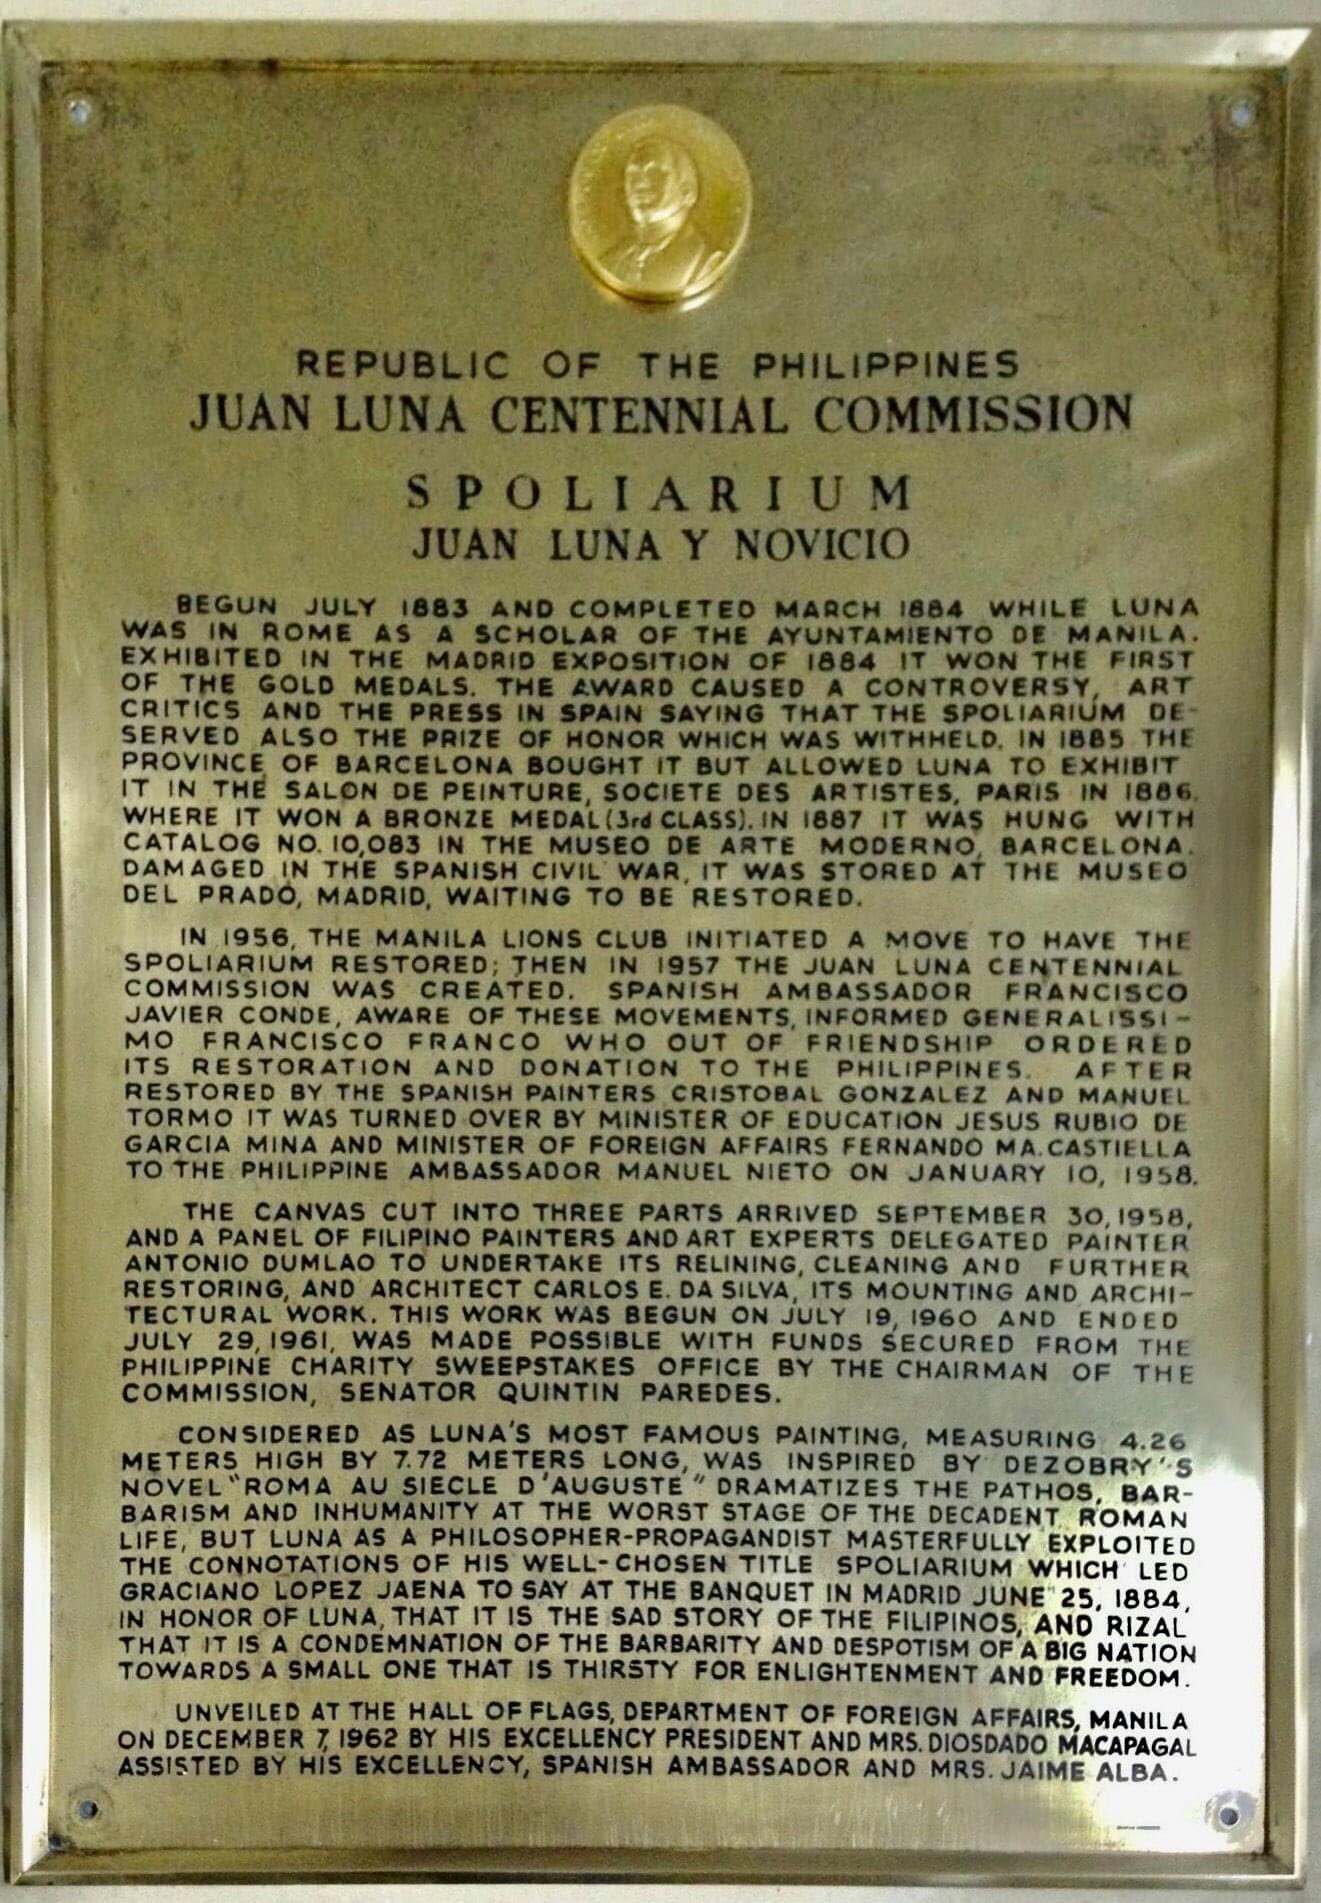 REPUBLIC OF THE PHILIPPINES
JUAN LUNA CENTENNIAL COMMISSION
SPOLIARIUM
JUAN LUNA Y NOVICIO
BEGUN JULY 1883 AND COMPLETED MARCH 1884 WHILE LUNA
WAS IN ROME AS A SCHOLAR OF THE AYUNTAMIENTO DE MANILA.
EXHIBITED IN THE MADRID EXPOSITION OF 1884 IT WON THE FIRST
OF THE GOLD MEDALS. THE AWARD CAUSED A CONTROVERSY, ART
CRITICS AND THE PRESS IN SPAIN SAYING THAT THE SPOLIARIUM DE-
SERVED ALSO THE PRIZE OF HONOR WHICH WAS WITHHELD. IN 1885 THE
PROVINCE OF BARCELONA BOUGHT IT BUT ALLOWED LUNA TO EXHIBIT
IT IN THE SALON DE PEINTURE, SOCIETE DES ARTISTES, PARIS IN 1886.
WHERE IT WON A BRONZE MEDAL (3rd CLASS). IN 1887 IT WAS HUNG WITH
CATALOG NO. 10,083 IN THE MUSEO DE ARTE MODERNO, BARCELONA.
DAMAGED IN THE SPANISH CIVIL WAR, IT WAS STORED AT THE MUSEO
DEL PRADO, MADRID, WAITING TO BE RESTORED.
IN 1956, THE MANILA LIONS CLUB INITIATED A MOVE TO HAVE THE
SPOLIARIUM RESTORED; THEN IN 1957 THE JUAN LUNA CENTENNIAL
COMMISSION WAS CREATED. SPANISH AMBASSADOR FRANCISCO
JAVIER CONDE, AWARE OF THESE MOVEMENTS, INFORMED GENERALISSI-
MO FRANCISCO FRANCO WHO OUT OF FRIENDSHIP ORDERED
ITS RESTORATION AND DONATION TO THE PHILIPPINES. AFTER
RESTORED BY THE SPANISH PAINTERS CRISTOBAL GONZALEZ AND MANUEL
TORMO IT WAS TURNED OVER BY MINISTER OF EDUCATION JESUS RUBIO DE
GARCIA MINA AND MINISTER OF FOREIGN AFFAIRS FERNANDO MA. CASTIELLA
TO THE PHILIPPINE AMBASSADOR MANUEL NIETO ON JANUARY 10, 1958.
THE CANVAS CUT INTO THREE PARTS ARRIVED SEPTEMBER 30, 1958,
AND A PANEL OF FILIPINO PAINTERS AND ART EXPERTS DELEGATED PAINTER
ANTONIO DUMLAO TO UNDERTAKE ITS RELINING, CLEANING AND FURTHER
RESTORING, AND ARCHITECT CARLOS E. DA SILVA, ITS MOUNTING AND ARCHI-
TECTURAL WORK. THIS WORK WAS BEGUN ON JULY 19, 1960 AND ENDED
JULY 29, 1961, WAS MADE POSSIBLE WITH FUNDS SECURED FROM THE
PHILIPPINE CHARITY SWEEPSTAKES OFFICE BY THE CHAIRMAN OF THE
COMMISSION, SENATOR QUINTIN PAREDES.
CONSIDERED AS LUNA'S MOST FAMOUS PAINTING, MEASURING 4.26
METERS HIGH BY 7.72 METERS LONG, WAS INSPIRED BY DEZOBRY'S
NOVEL "ROMA AU SIECLE D'AUGUSTE" DRAMATIZES THE PATHOS, BAR-
BARISM AND INHUMANITY AT THE WORST STAGE OF THE DECADENT ROMAN
LIFE, BUT LUNA AS A PHILOSOPHER-PROPAGANDIST MASTERFULLY EXPLOITED
THE CONNOTATIONS OF HIS WELL-CHOSEN TITLE SPOLIARIUM WHICH LED
GRACIANO LOPEZ JAENA TO SAY AT THE BANQUET IN MADRID JUNE 25, 1884,
IN HONOR OF LUNA, THAT IT IS THE SAD STORY OF THE FILIPINOS, AND RIZAL
THAT IT IS A CONDEMNATION OF THE BARBARITY AND DESPOTISM OF A BIG NATION
TOWARDS A SMALL ONE THAT IS THIRSTY FOR ENLIGHTENMENT AND FREEDOM.
UNVEILED AT THE HALL OF FLAGS, DEPARTMENT OF FOREIGN AFFAIRS, MANILA
ON DECEMBER 7, 1962 BY HIS EXCELLENCY PRESIDENT AND MRS. DIOSDADO MACAPAGAL
ASSISTED BY HIS EXCELLENCY, SPANISH AMBASSADOR AND MRS. JAIME ALBA.